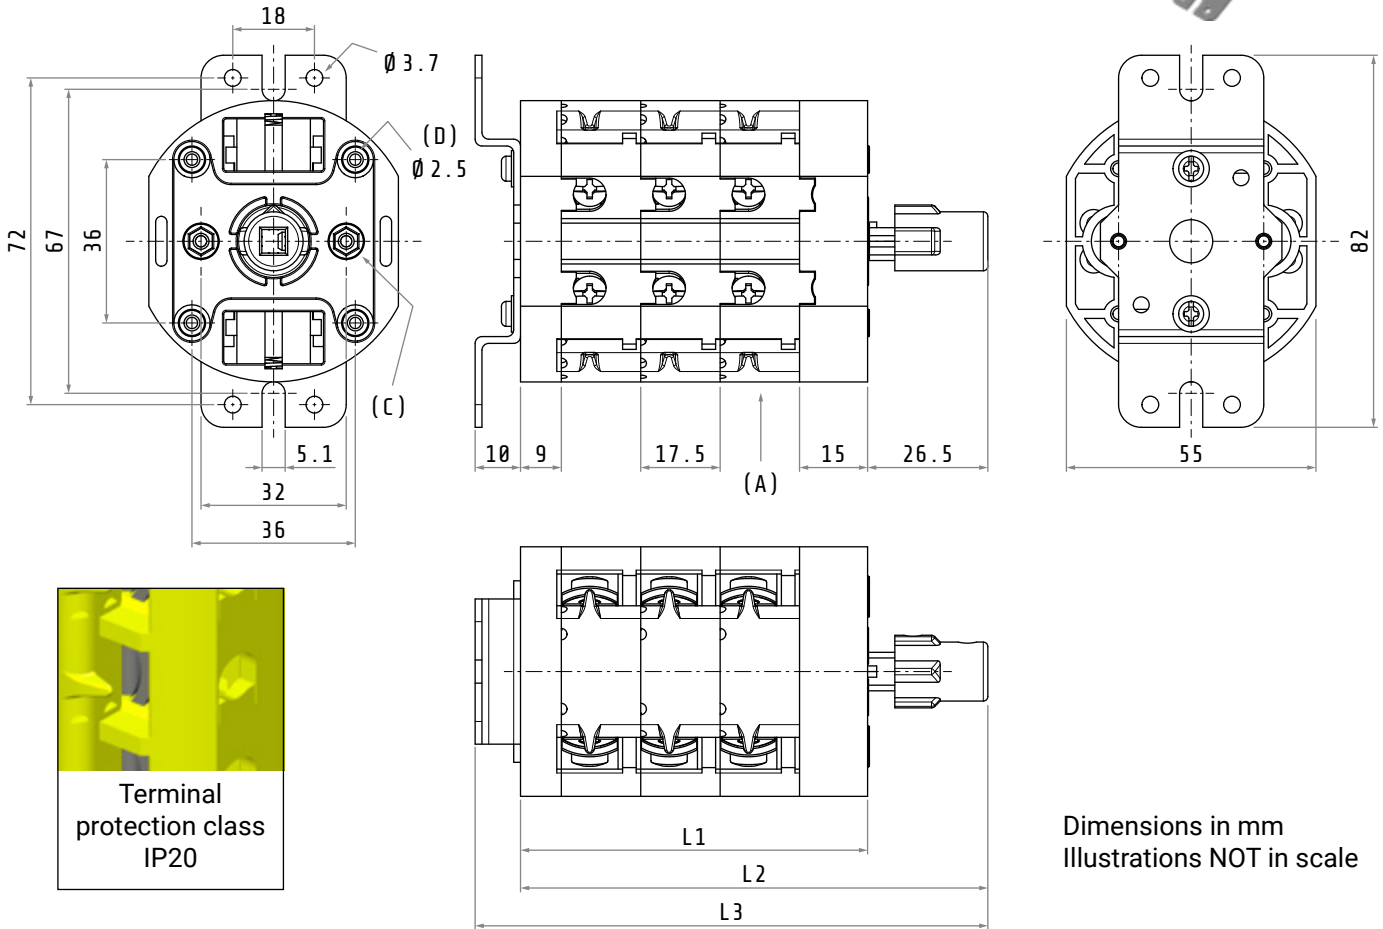 18
Ø3.7
(D)
Ø2.5
72
67
36
82
(C)
5.1
32
36
10
9
17.5
15
26.5
(A)
55
L1
L2
L3
Terminal
protection class
IP20
Dimensions in mm
Illustrations NOT in scale